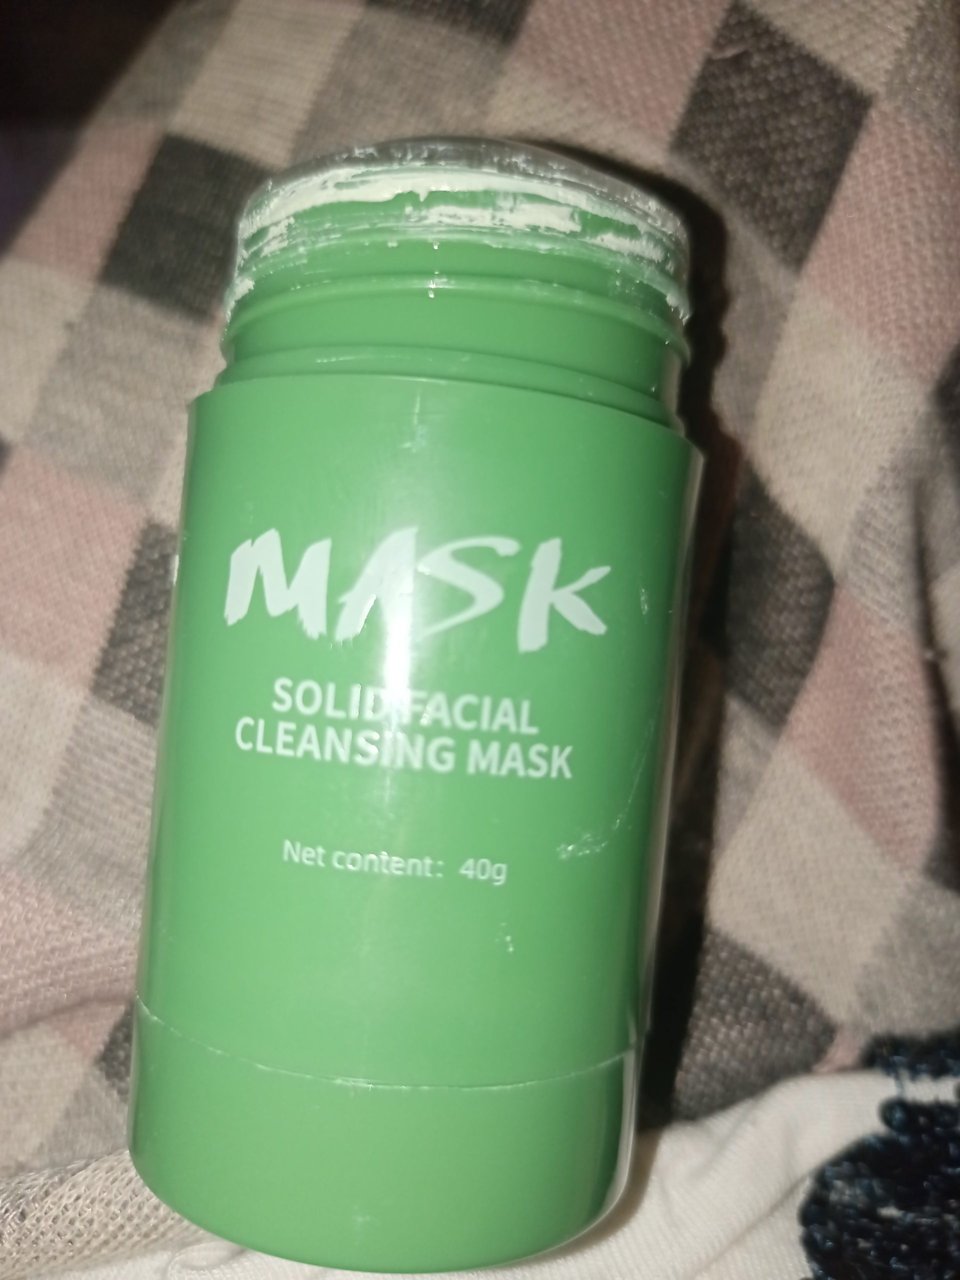 MASK
SOLID FACIAL
CLEANSING MASK
Net content: 40g